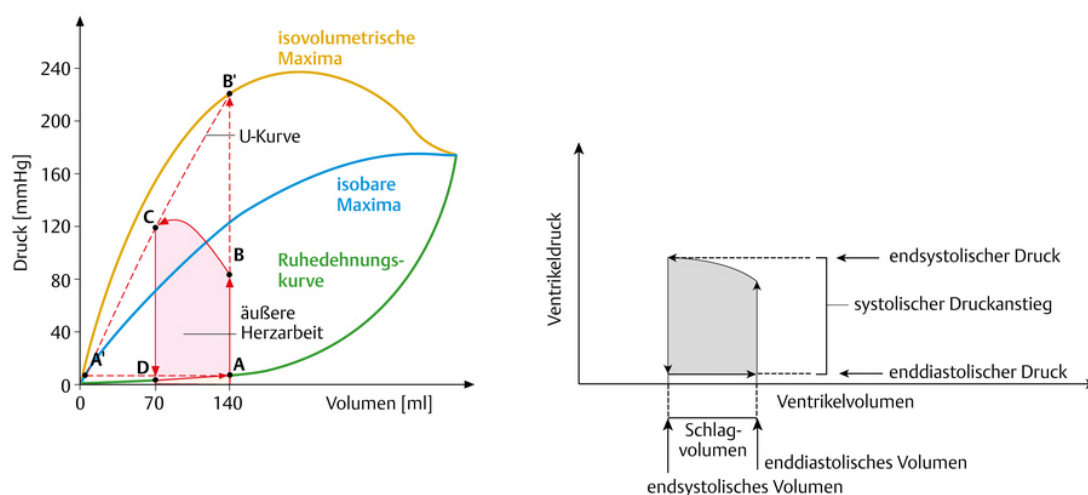 isovolumetrische
Maxima
240
B'
200
U-Kurve
160
isobare
Maxima
Druck [mmHg]
120
C
B
Ruhedehnungs-
kurve
80
äußere
Herzarbeit
40
A'
D
A
0
0
70
140
Volumen [ml]
Ventrikeldruck
endsystolischer Druck
systolischer Druckanstieg
enddiastolischer Druck
Ventrikelvolumen
Schlag-
volumen
enddiastolisches Volumen
endsystolisches Volumen